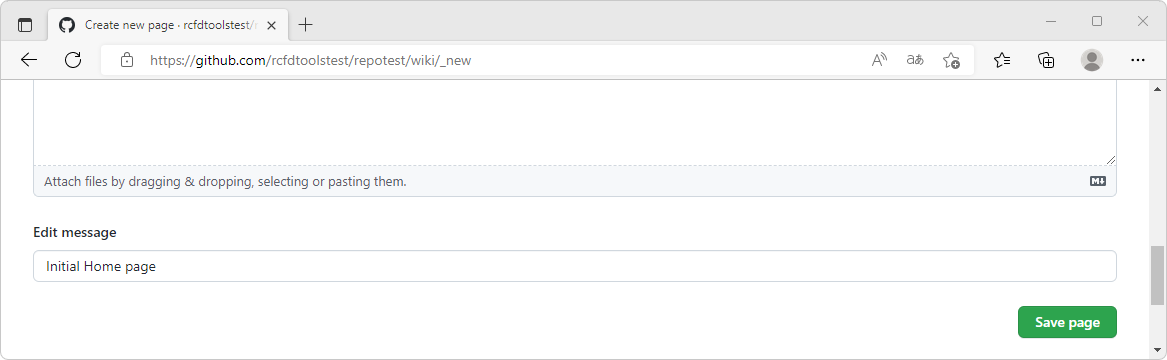 Create new page · rcfdtoolstest/r
https://github.com/rcfdtoolstest/repotest/wiki/_new
Attach files by dragging & dropping, selecting or pasting them.
Edit message
Initial Home page
Save page